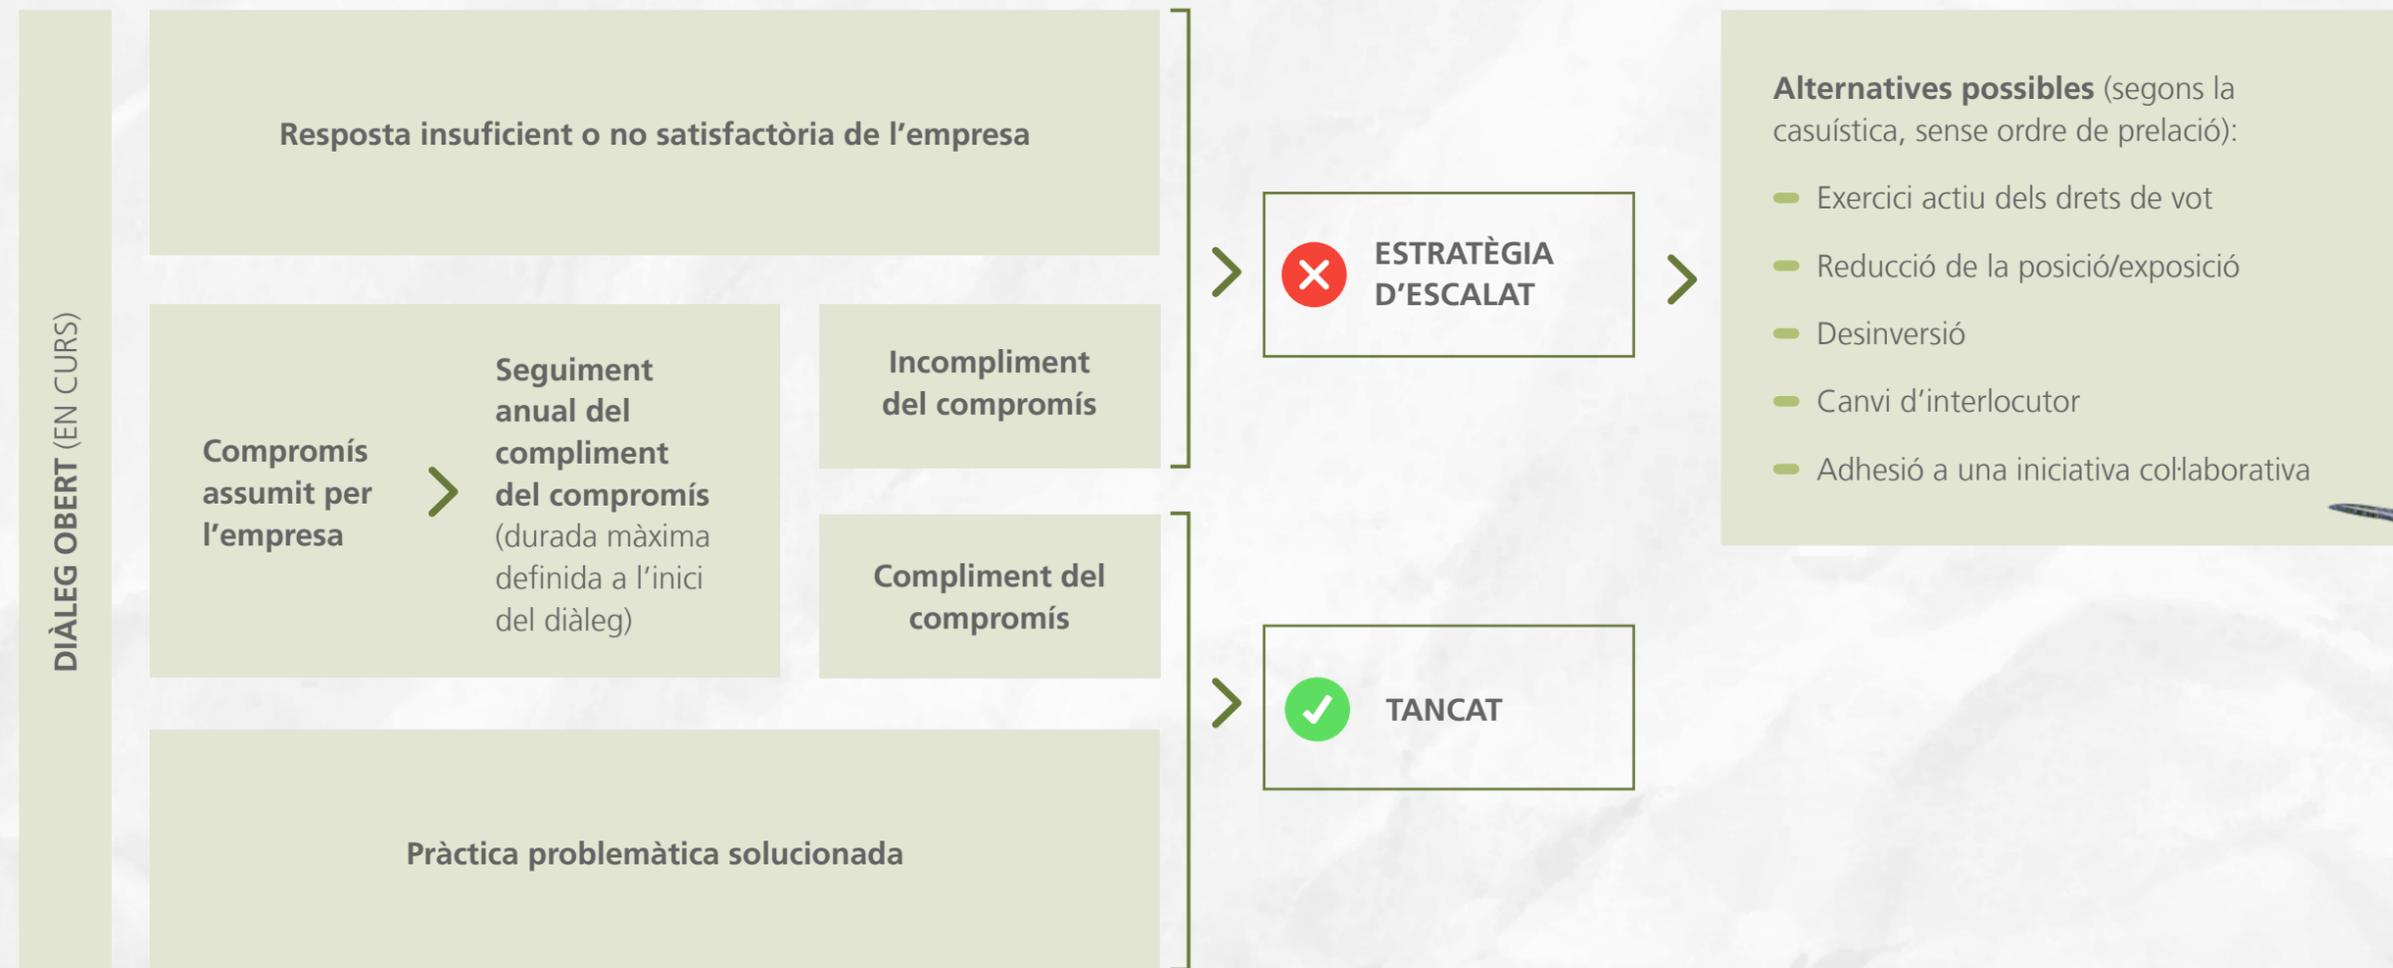 DIÀLEG OBERT (EN CURS)
Resposta insuficient o no satisfactòria de l’empresa
Compromís
assumit per
l’empresa
Seguiment
anual del
compliment
del compromís
(durada màxima
definida a l’inici
del diàleg)
Incompliment
del compromís
Compliment del
compromís
Pràctica problemàtica solucionada
ESTRATÈGIA
D’ESCALAT
TANCAT
Alternatives possibles (segons la
casuística, sense ordre de prelació):
Exercici actiu dels drets de vot
Reducció de la posició/exposició
Desinversió
Canvi d’interlocutor
Adhesió a una iniciativa col·laborativa